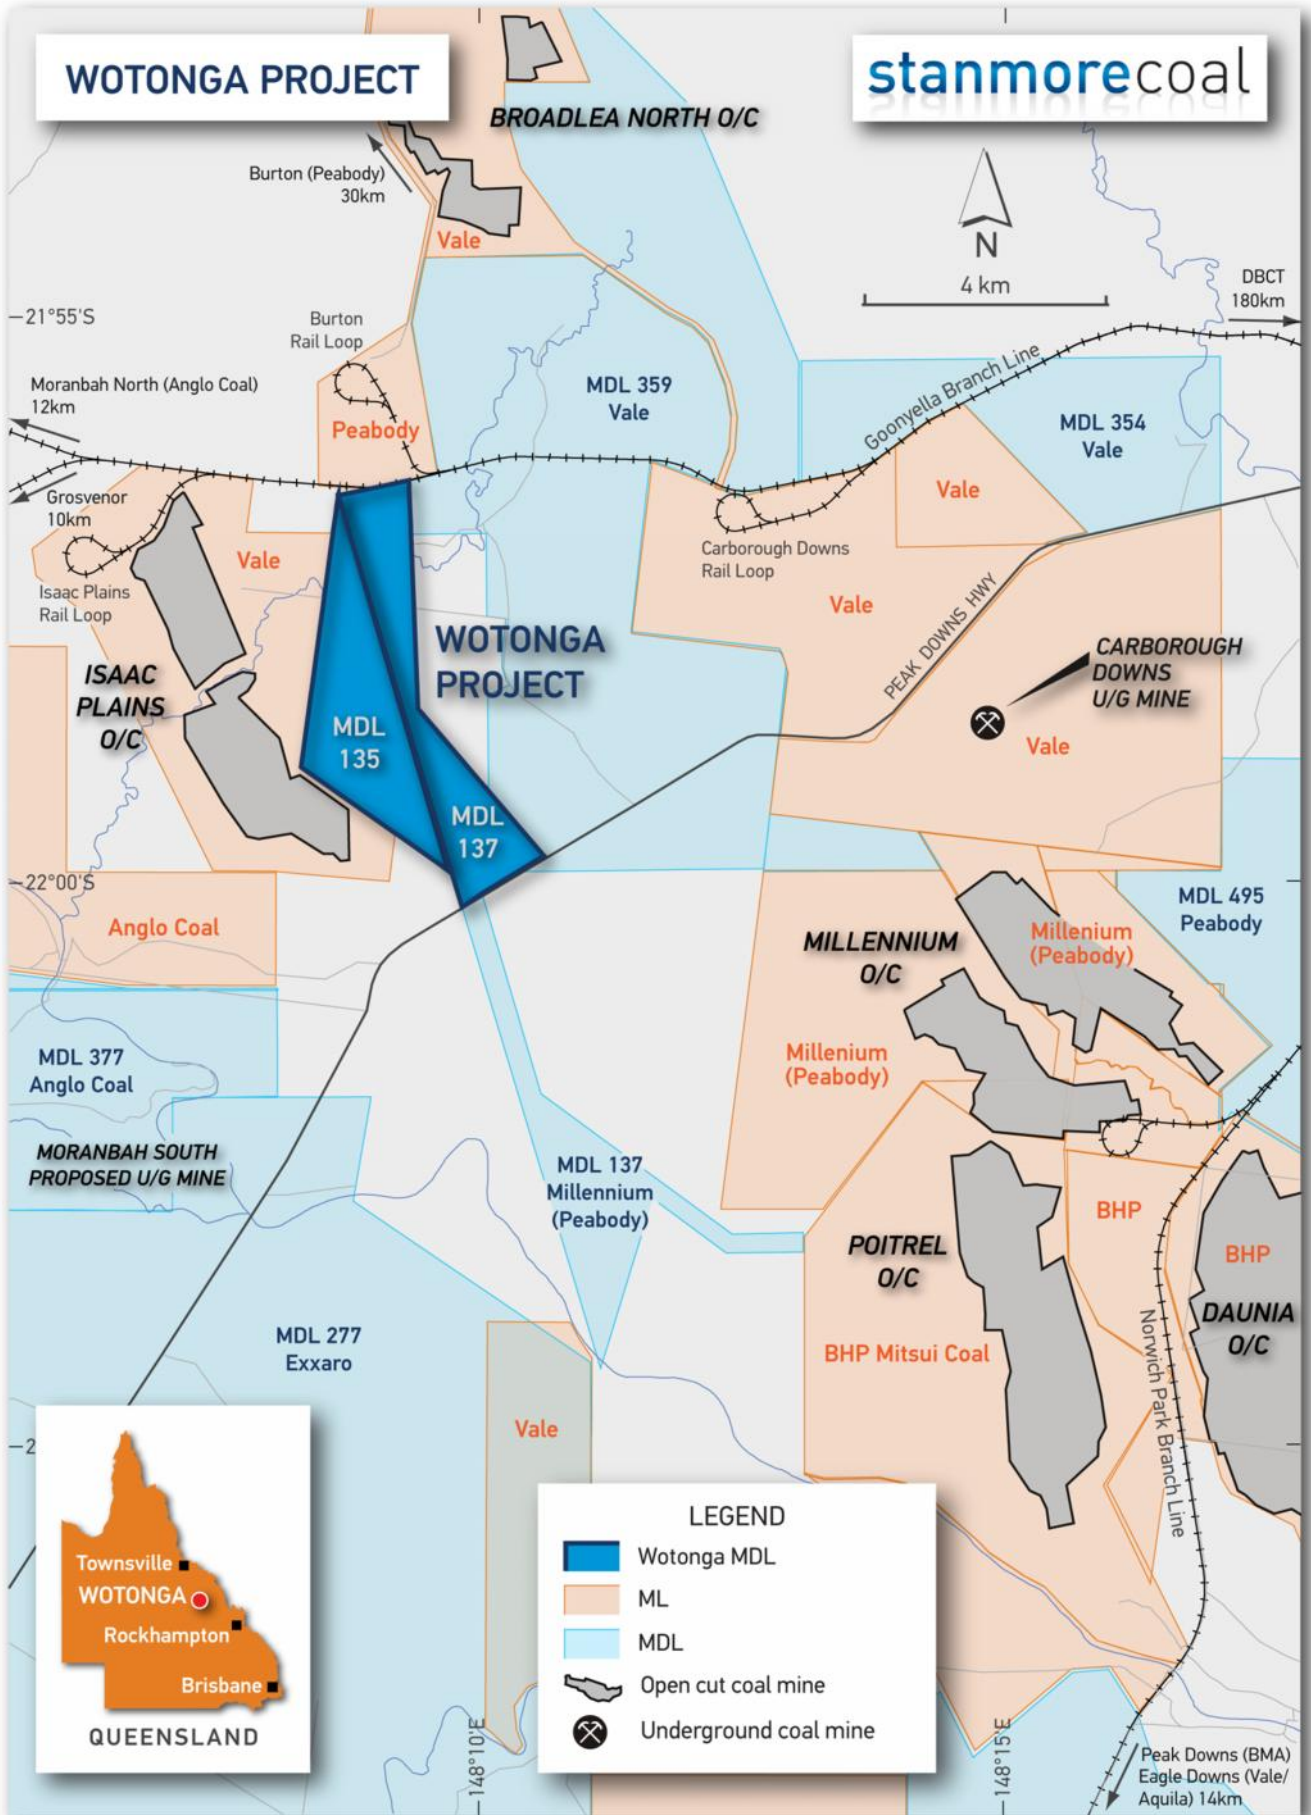 WOTONGA PROJECT
stanmorecoal
BROADLEA NORTH O/C
Burton (Peabody)
30km
Vale
N
4 km
DBCT
180km
21°55'S
Burton
Rail Loop
Moranbah North (Anglo Coal)
12km
MDL 359
Vale
Goonyella Branch Line
MDL 354
Vale
Peabody
Grosvenor
10km
Vale
Vale
Isaac Plains
Rail Loop
Carborough Downs
Rail Loop
Vale
PEAK DOWNS HWY
WOTONGA
PROJECT
CARBOROUGH
DOWNS
U/G MINE
ISAAC
PLAINS
O/C
MDL
135
Vale
MDL
137
22°00'S
MDL 495
Peabody
Anglo Coal
MILLENNIUM
O/C
Millenium
(Peabody)
MDL 377
Anglo Coal
Millenium
(Peabody)
MORANBAH SOUTH
PROPOSED U/G MINE
MDL 137
Millennium
(Peabody)
BHP
POITREL
O/C
BHP
DAUNIA
O/C
MDL 277
Exxaro
BHP Mitsui Coal
Norwich Park Branch Line
Vale
2
Townsville
WOTONGA
Rockhampton
Brisbane
QUEENSLAND
LEGEND
Wotonga MDL
ML
MDL
Open cut coal mine
Underground coal mine
148°10'E
148°15'E
Peak Downs (BMA)
Eagle Downs (Vale/
Aquila) 14km